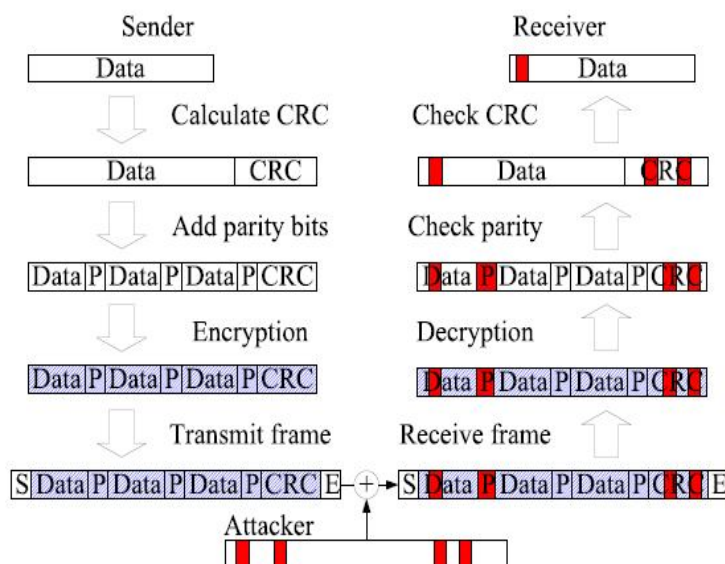 Sender Receiver
Data Data
Calculate CRC Check CRC
Data CRC Data CRC
Add parity bits Check parity
Data P Data P Data P CRC Data P Data P Data P CRC
Encryption Decryption
Data P Data P Data P CRC Data P Data P Data P CRC
Transmit frame Receive frame
S Data P Data P Data P CRC E + S Data P Data P Data P CRC E
Attacker